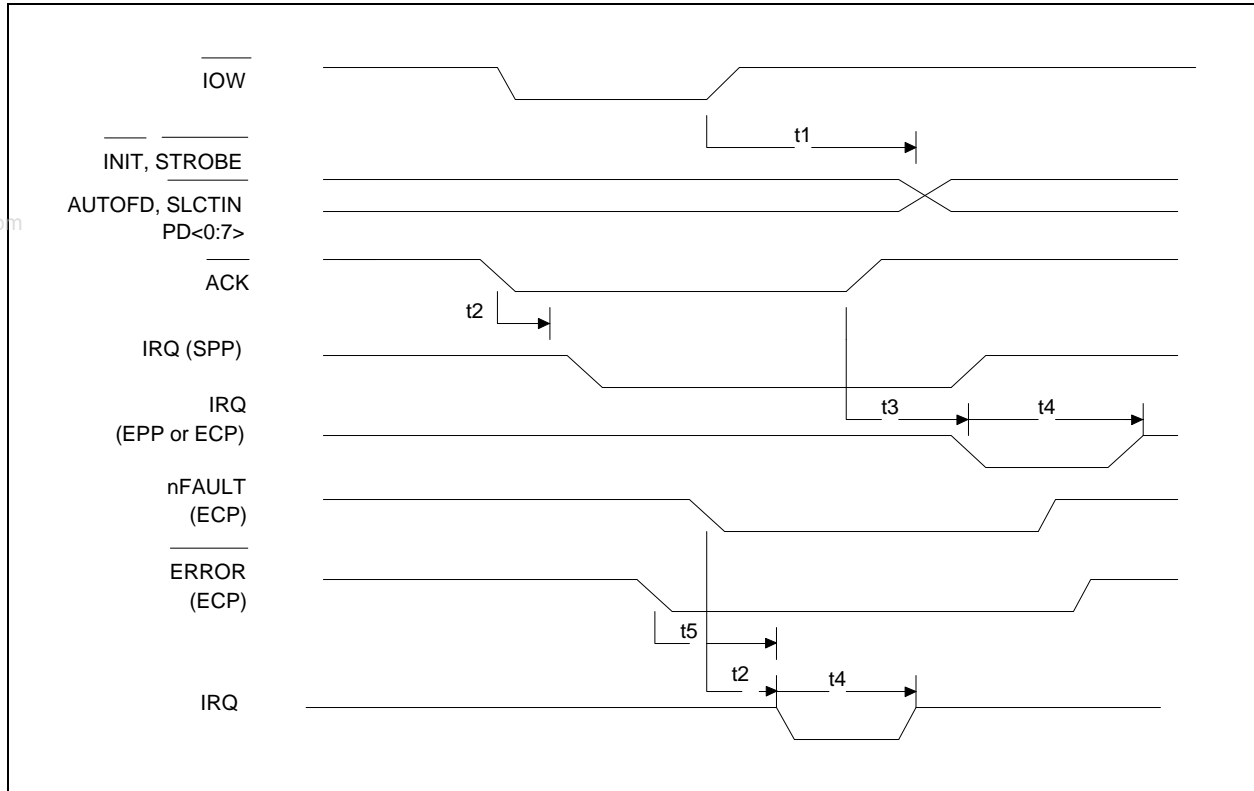 IOW
t1
INIT, STROBE
AUTOFD, SLCTIN
PD<0:7>
om
ACK
t2
IRQ (SPP)
IRQ
(EPP or ECP)
t3 t4
nFAULT
(ECP)
ERROR
(ECP)
t5
t2 t4
IRQ